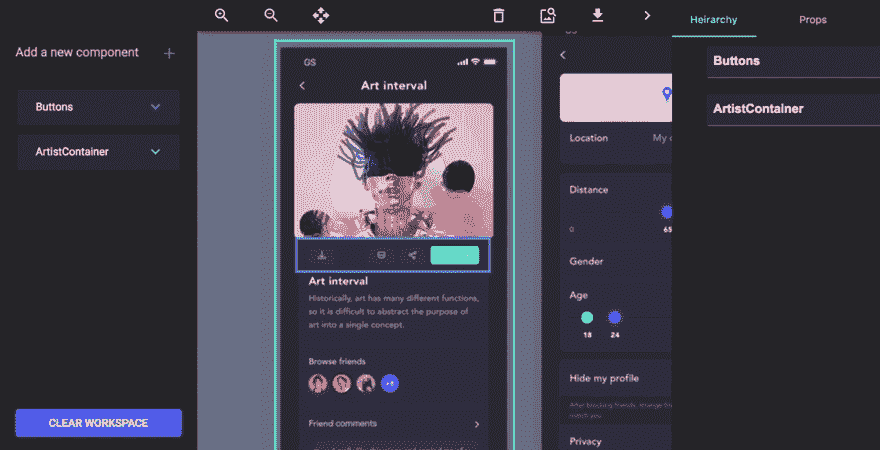 Add a new component +
Buttons
ArtistContainer
CLEAR WORKSPACE
GS
Art interval
Art interval
Historically, art has many different functions,
so it is difficult to abstract the purpose of
art into a single concept.
Browse friends
Friend comments
Location
Distance
0
Gender
Age
18
24
Hide my profile
Privacy
Heirarchy
Props
Buttons
ArtistContainer